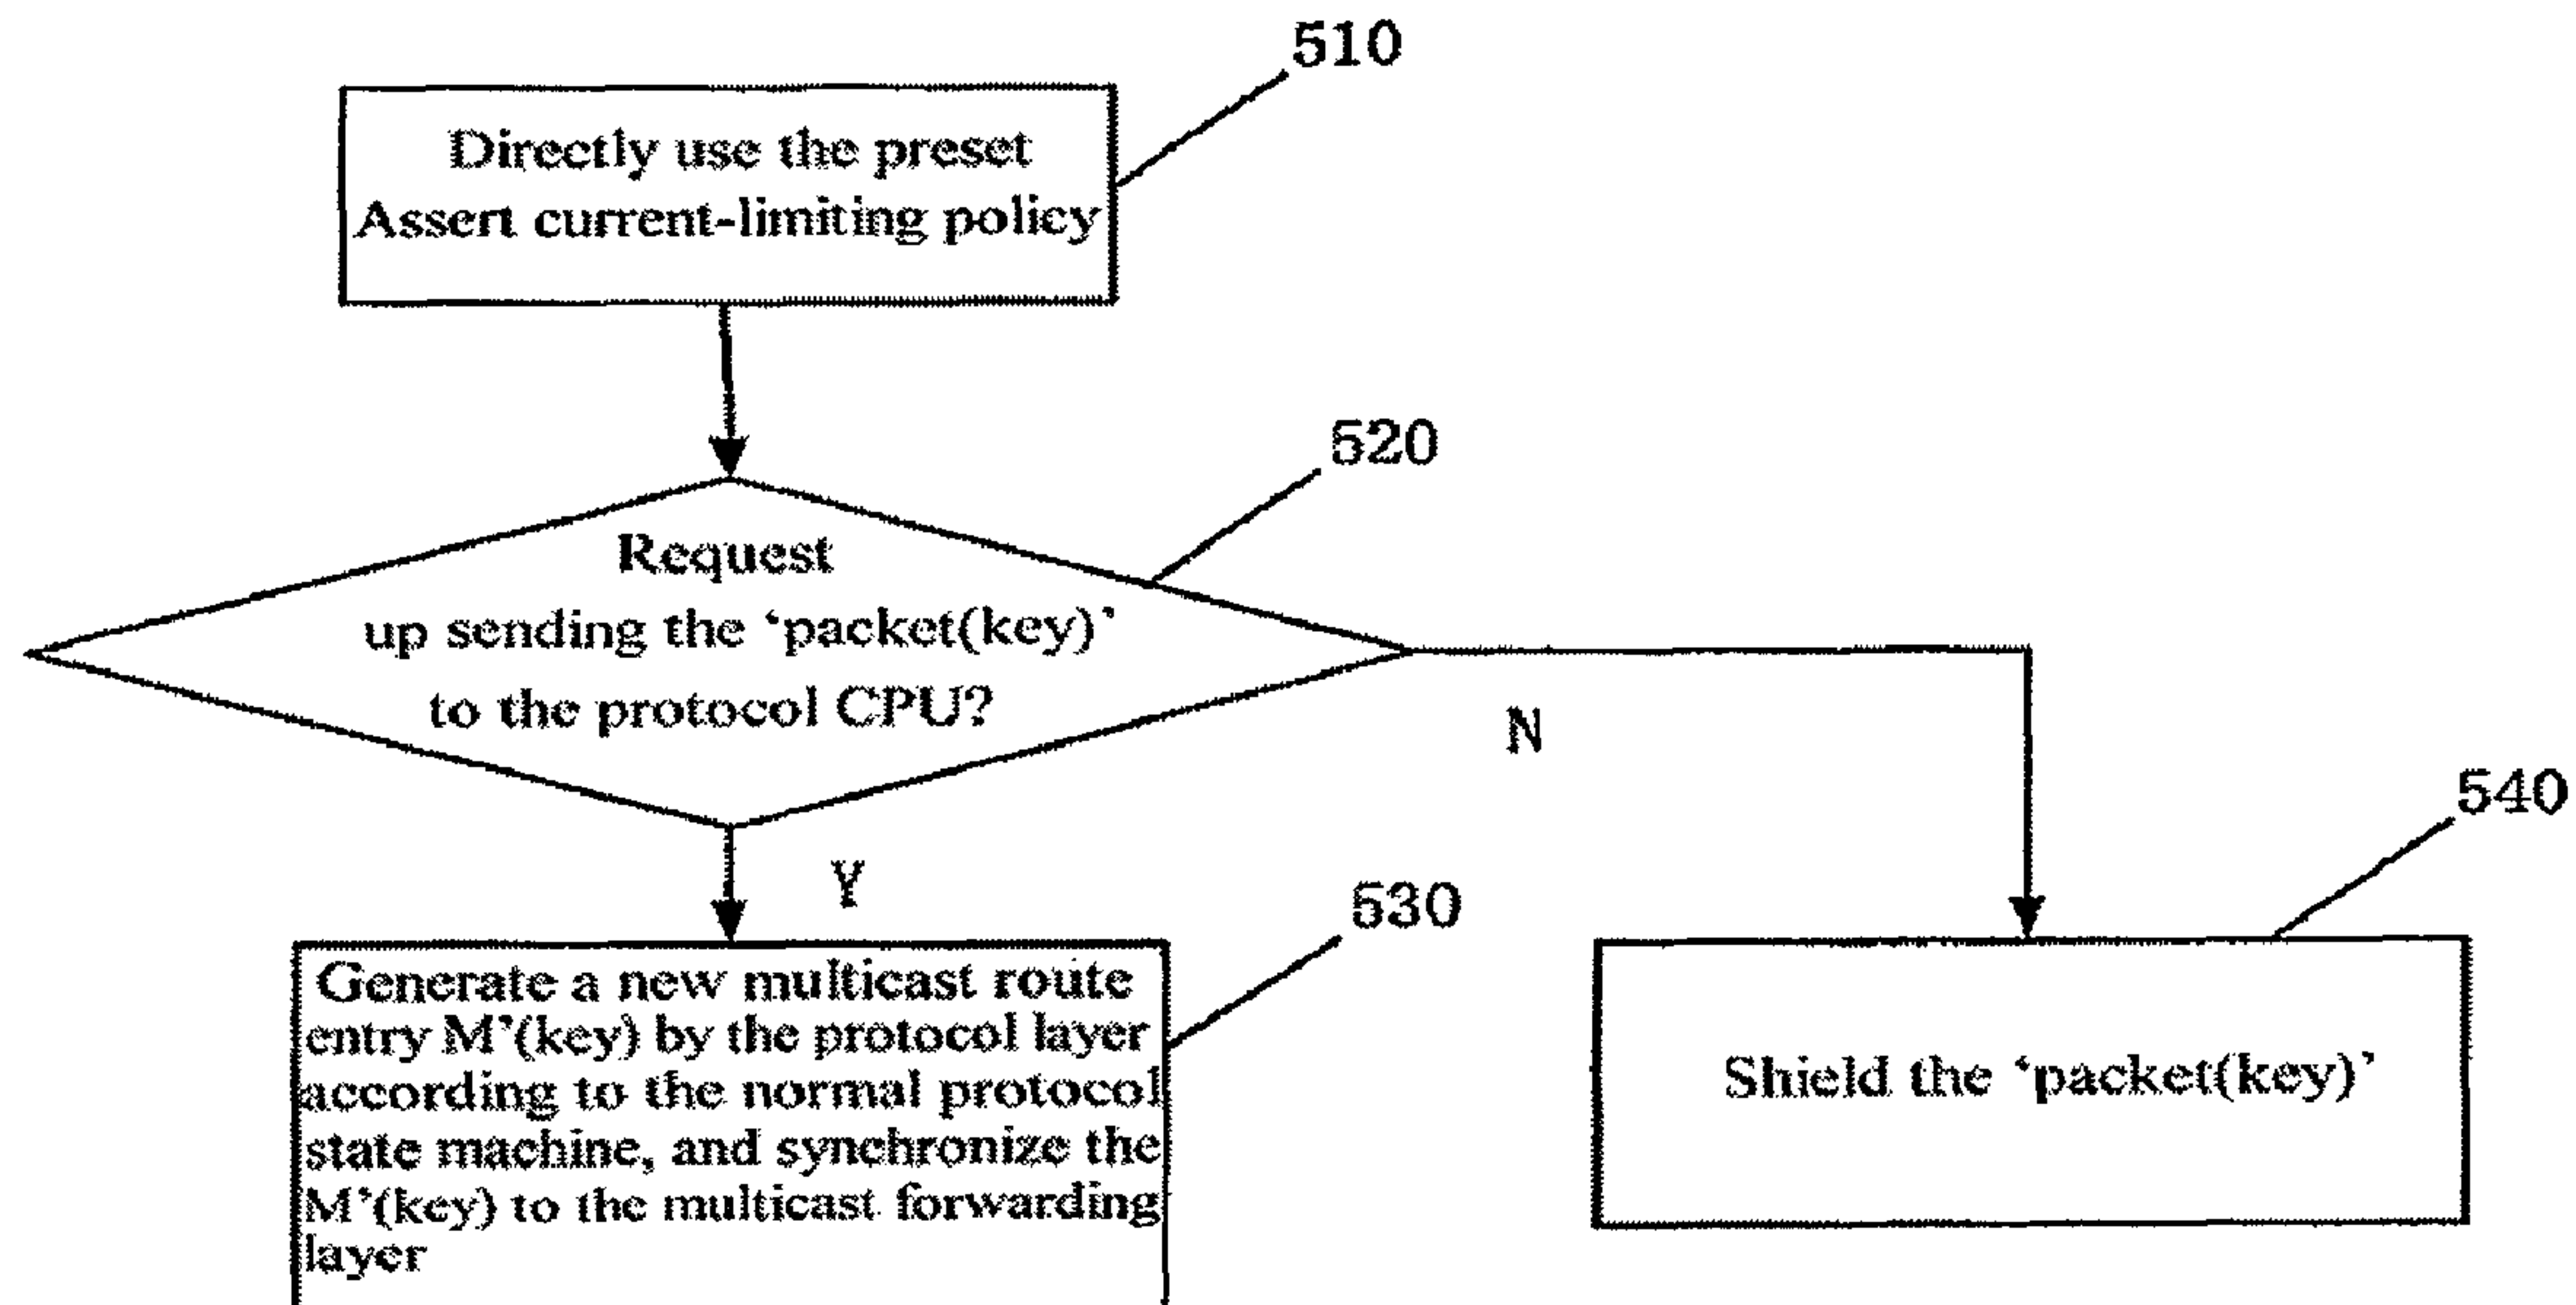 510
Directly use the preset
Assert current-limiting policy
520
Request
up sending the ‘packet(key)’
to the protocol CPU?
N
540
Y
530
Generate a new multicast route
entry M’(key) by the protocol layer
according to the normal protocol
state machine, and synchronize the
M’(key) to the multicast forwarding
layer
Shield the ‘packet(key)’